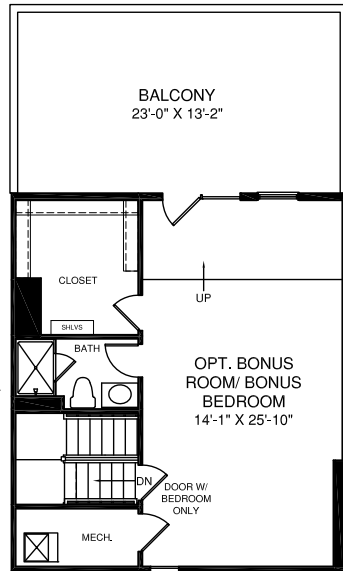 BALCONY
23'-0" X 13'-2"
CLOSET
UP
SHLVS
BATH
OPT. BONUS
ROOM/ BONUS
BEDROOM
14'-1" X 25'-10"
DN
DOOR W/
BEDROOM
ONLY
MECH.